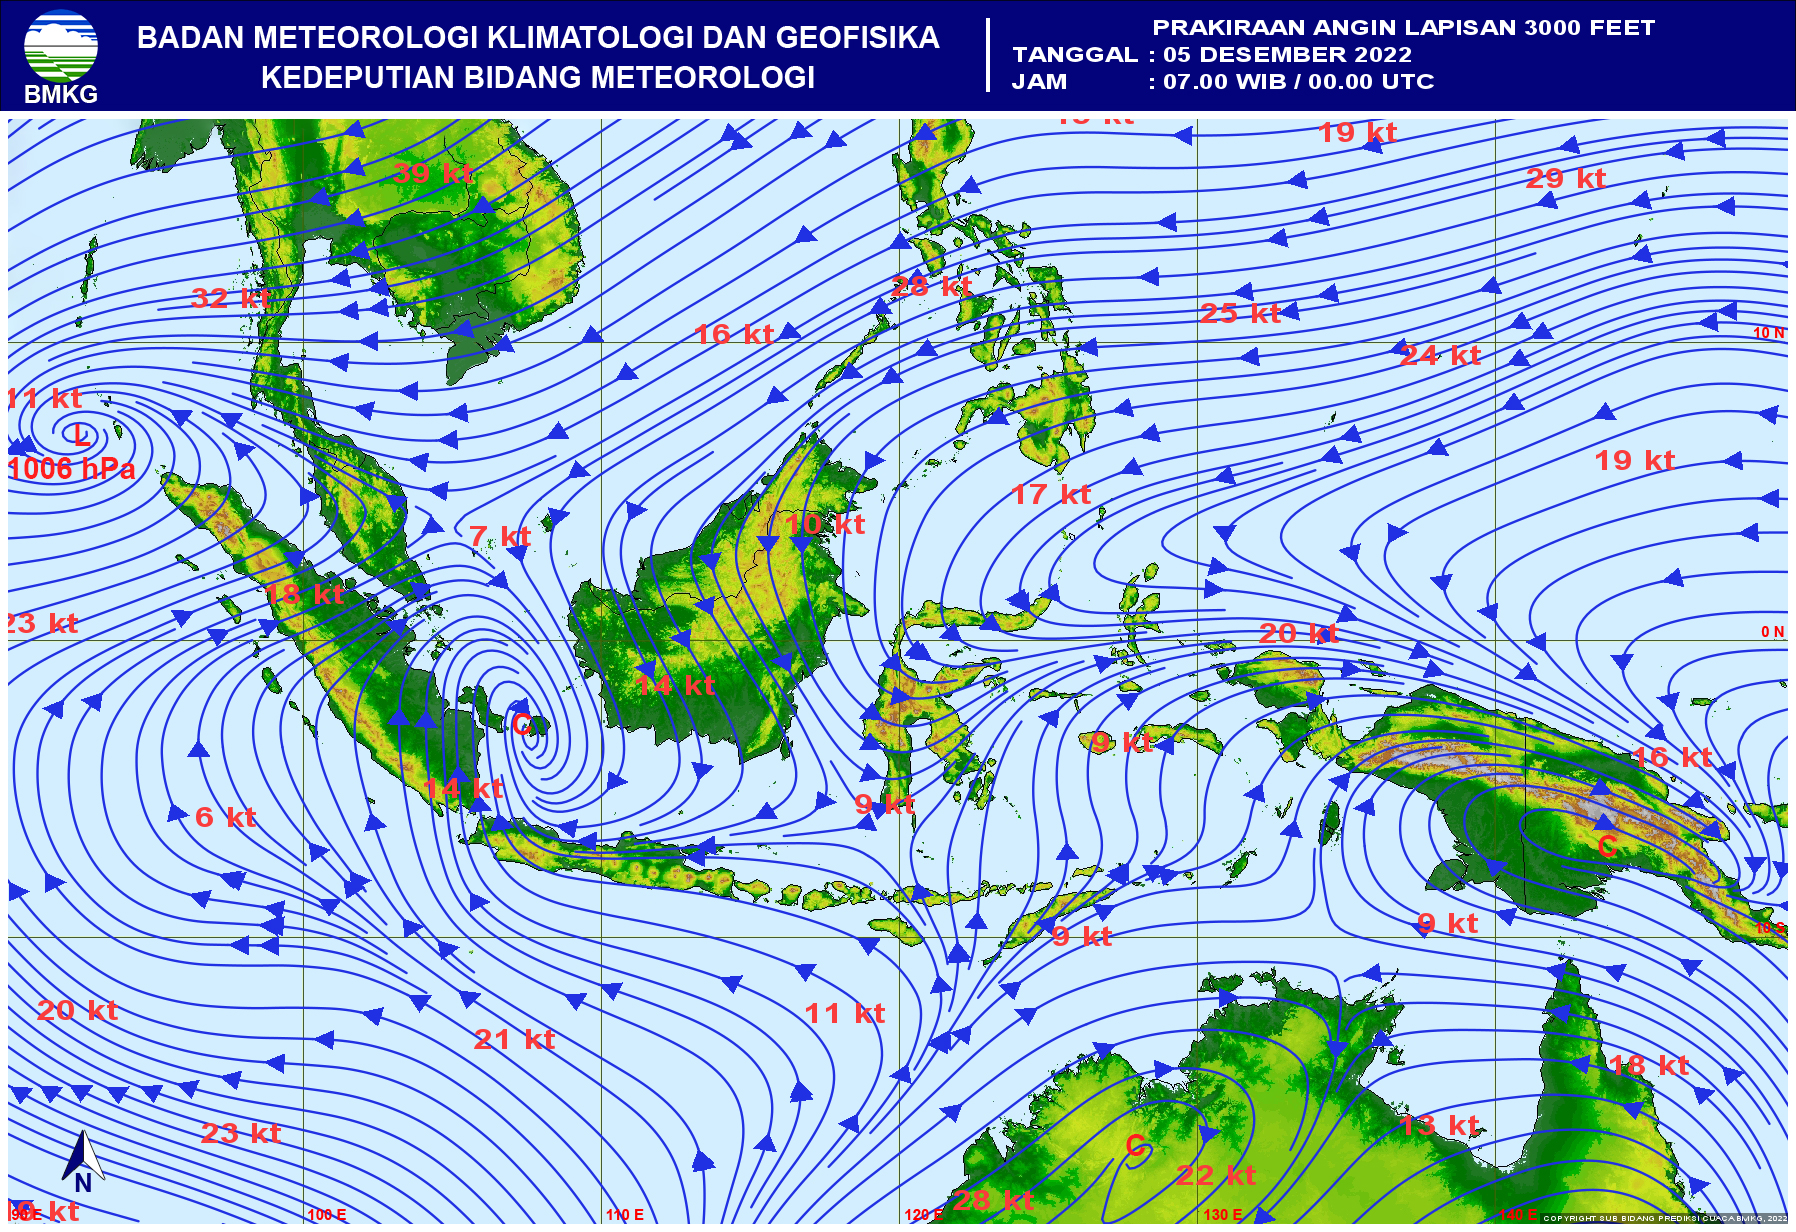 BMKG
BADAN METEOROLOGI KLIMATOLOGI DAN GEOFISIKA
KEDEPUTIAN BIDANG METEOROLOGI
PRAKIRAAN ANGIN LAPISAN 3000 FEET
TANGGAL : 05 DESEMBER 2022
JAM : 07.00 WIB / 00.00 UTC
19 kt
39 kt
29 kt
28 kt
32 kt
25 kt
16 kt
10 N
24 kt
11 kt
L
1006 hPa
19 kt
17 kt
10 kt
7 kt
18 kt
23 kt
20 kt
0 N
14 kt
C
9 kt
16 kt
14 kt
9 kt
6 kt
C
9 kt
9 kt
10 S
20 kt
11 kt
21 kt
18 kt
23 kt
13 kt
C
22 kt
28 kt
N
kt
90 E
100 E
110 E
120 E
130 E
140 E
COPYRIGHT SUB BIDANG PREDIKSI CUACA BMKG, 2022